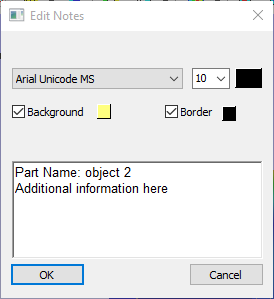 Edit Notes
Arial Unicode MS 10
Background Border
Part Name: object 2
Additional information here
OK Cancel